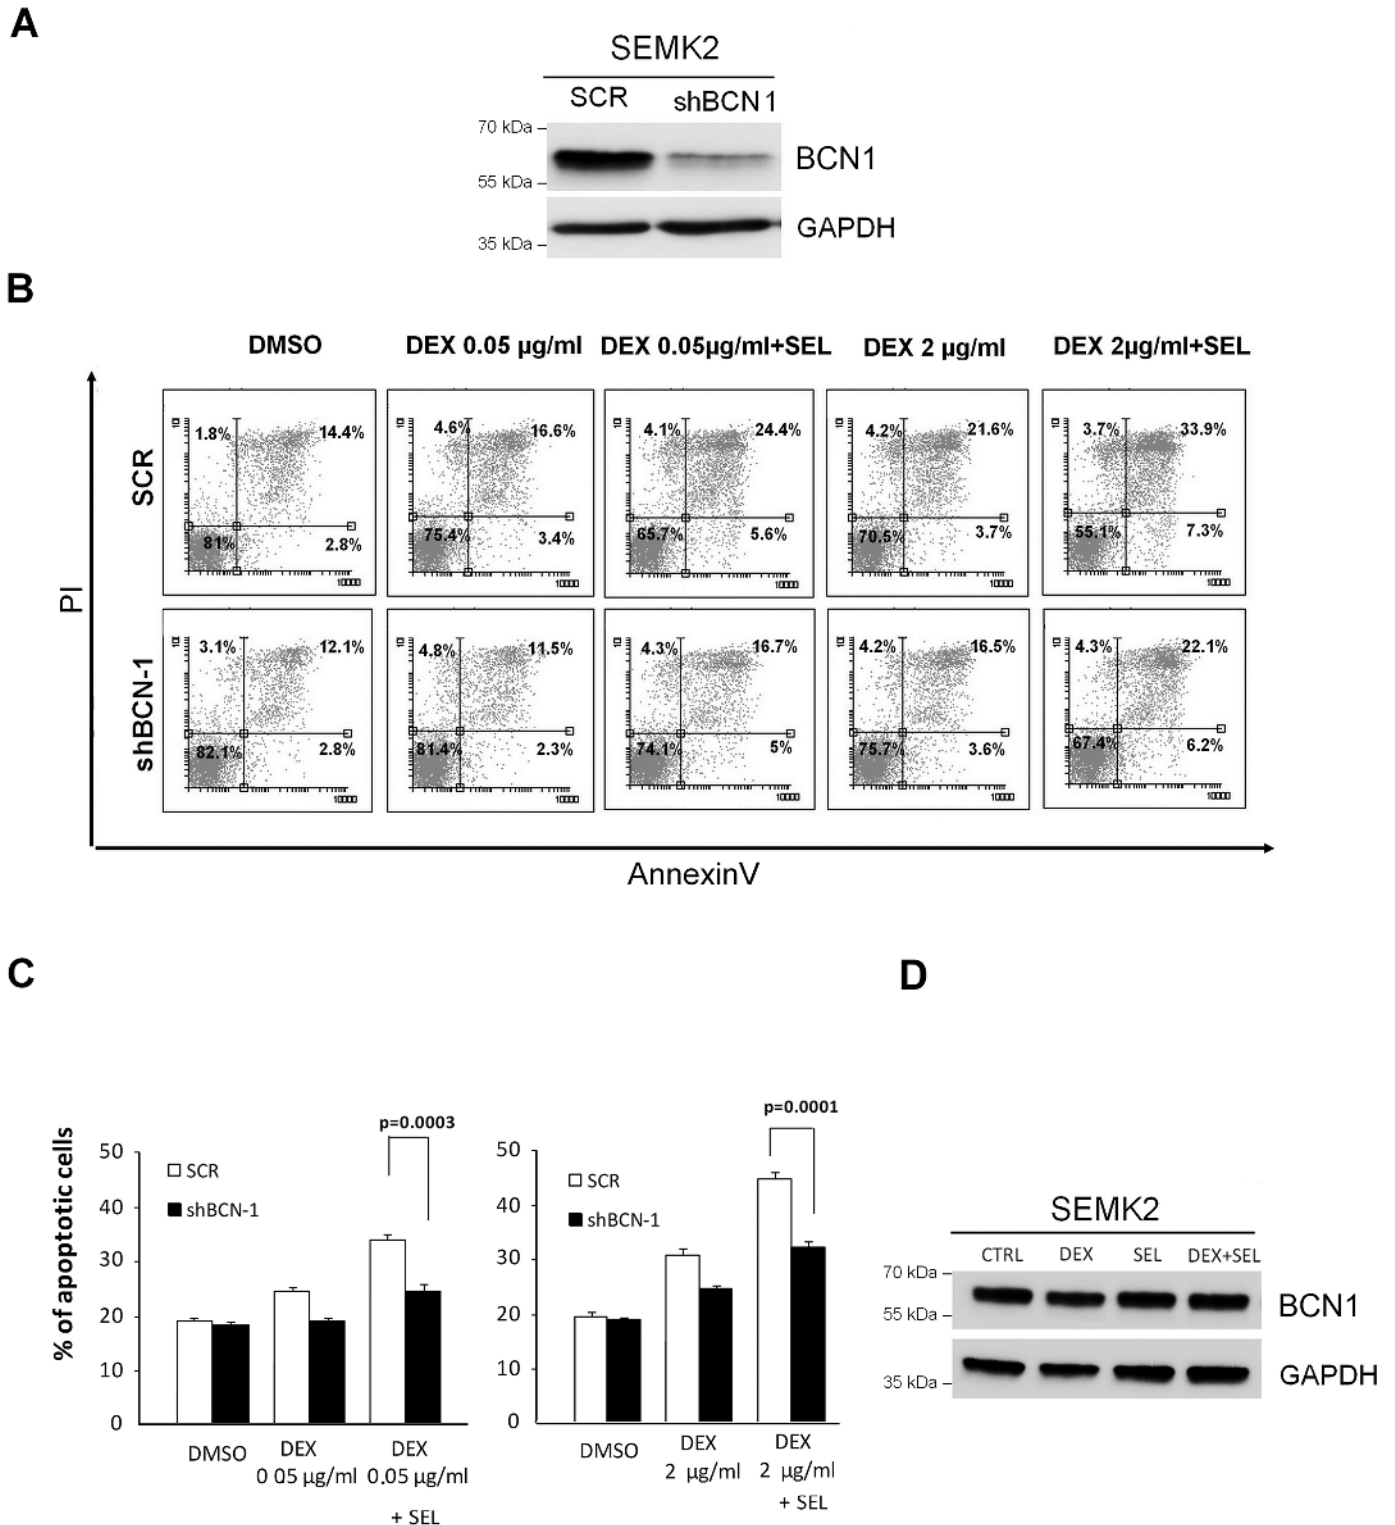 A
SEMK2
SCR shBCN1
70 kDa
BCN1
55 kDa
GAPDH
35 kDa
B
DMSO DEX 0.05 µg/ml DEX 0.05µg/ml+SEL DEX 2 µg/ml DEX 2µg/ml+SEL
SCR
1.8% 14.4% 4.6% 16.6% 4.1% 24.4% 4.2% 21.6% 3.7% 33.9%
81% 2.8% 75.4% 3.4% 65.7% 5.6% 70.5% 3.7% 55.1% 7.3%
PI
shBCN-1
3.1% 12.1% 4.8% 11.5% 4.3% 16.7% 4.2% 16.5% 4.3% 22.1%
82.1% 2.8% 81.4% 2.3% 74.1% 5% 75.7% 3.6% 67.4% 6.2%
AnnexinV
C
% of apoptotic cells
p=0.0003
50
40
30
20
10
0
SCR
shBCN-1
DMSO DEX DEX
0 05 µg/ml 0.05 µg/ml
+ SEL
p=0.0001
50
40
30
20
10
0
SCR
shBCN-1
DMSO DEX DEX
2 µg/ml 2 µg/ml
+ SEL
D
SEMK2
CTRL DEX SEL DEX+SEL
70 kDa
BCN1
55 kDa
GAPDH
35 kDa